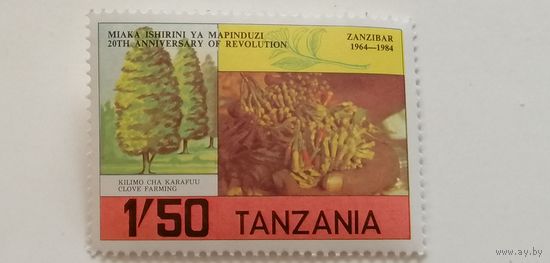 MIAKA ISHIRINI YA MAPINDUZI
20TH ANNIVERSARY OF REVOLUTION
ZANZIBAR
1964—1984
KILIMO CHA KARAFUU
CLOVE FARMING
1/50 TANZANIA
www.ay.by